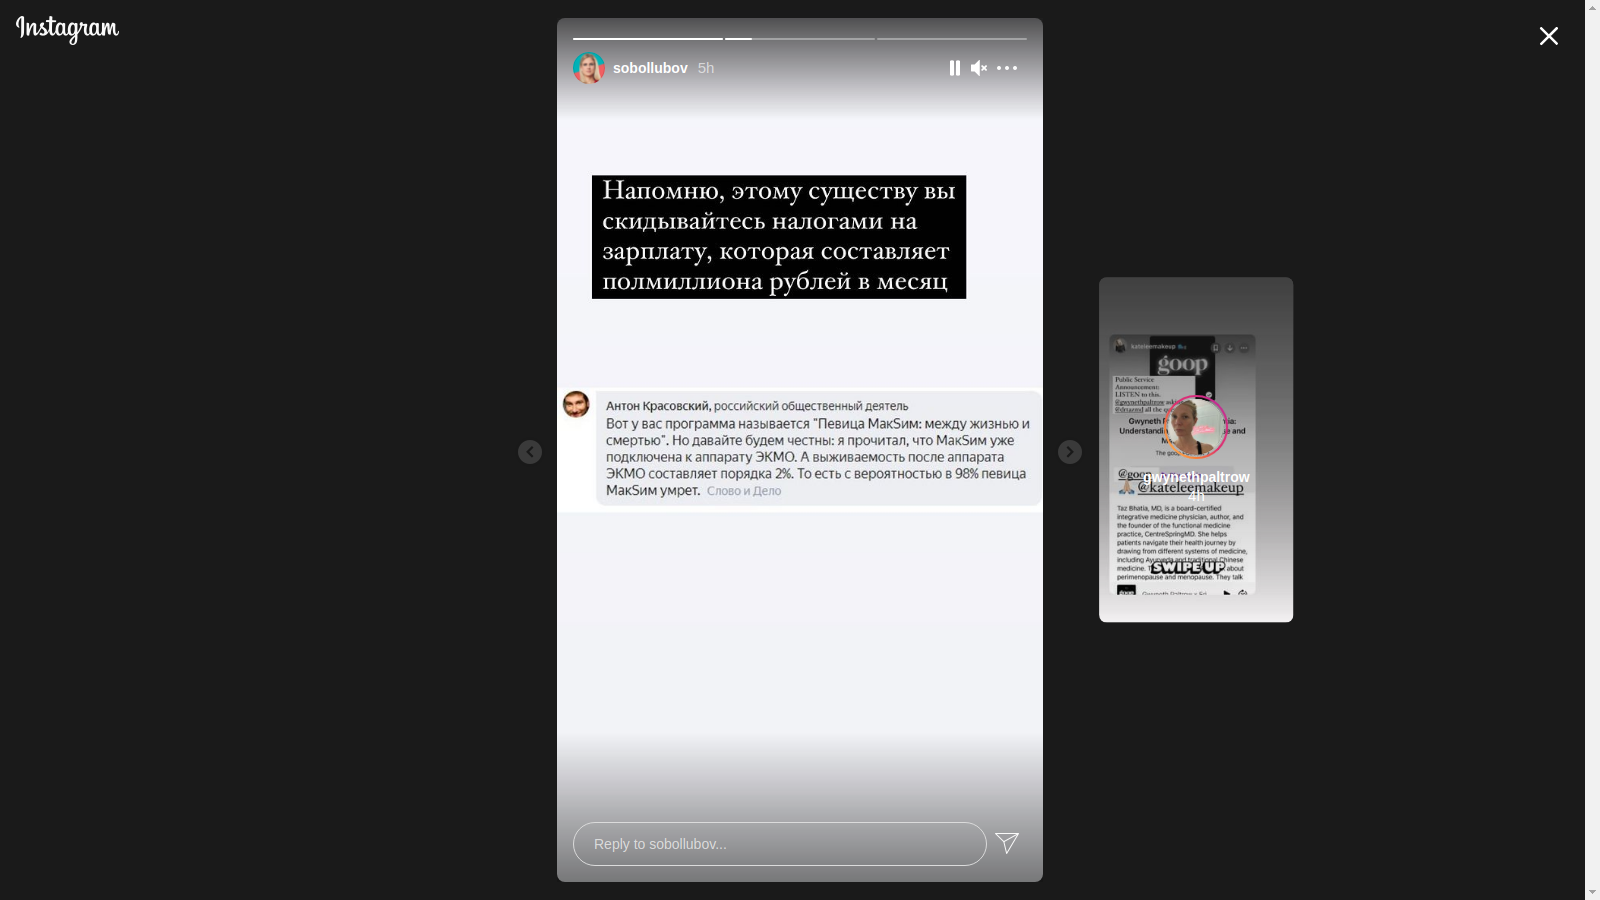 Instagram
sobollubov 5h
Напомню, этому существу вы
скидывайтесь налогами на
зарплату, которая составляет
полмиллиона рублей в месяц
Антон Красовский, российский общественный деятель
Вот у вас программа называется "Певица МакSим: между жизнью и
смертью". Но давайте будем честны: я прочитал, что МакSим уже
подключена к аппарату ЭКМО. А выживаемость после аппарата
ЭКМО составляет порядка 2%. То есть с вероятностью в 98% певица
МакSим умрет. Слово и Дело
Reply to sobollubov...
kateleemakeup
goop
Public Service
Announcement:
LISTEN to this.
@gwynethpaltrow
@drtazmd all the
Gwyneth
Understandin
and
The goop
@goop
@kateleemakeup
gwynethpaltrow
4h
Taz Bhatia, MD, is a board-certified
integrative medicine physician, author, and
the founder of the functional medicine
practice, CentreSpringMD. She helps
patients navigate their health journey by
drawing from different systems of medicine,
including Ayurveda and traditional Chinese
medicine. about
SWIPE UP
perimenopause and menopause. They talk
goop